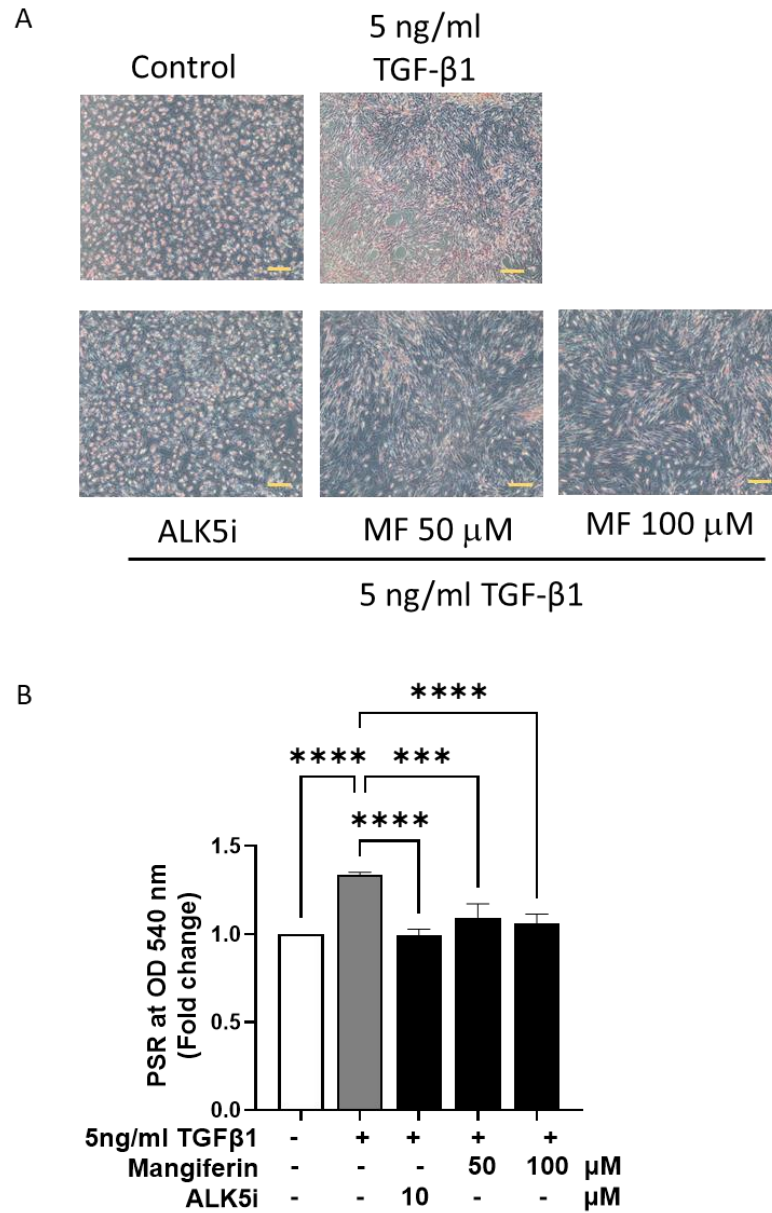 A
Control
5 ng/ml
TGF-β1
ALK5i
MF 50 μM
MF 100 μM
5 ng/ml TGF-β1
B
****
**** ***
****
PSR at OD 540 nm
(Fold change)
1.5
1.0
0.5
0.0
5ng/ml TGFβ1 - + + + +
Mangiferin - - - 50 100 μM
ALK5i - - 10 - - μM